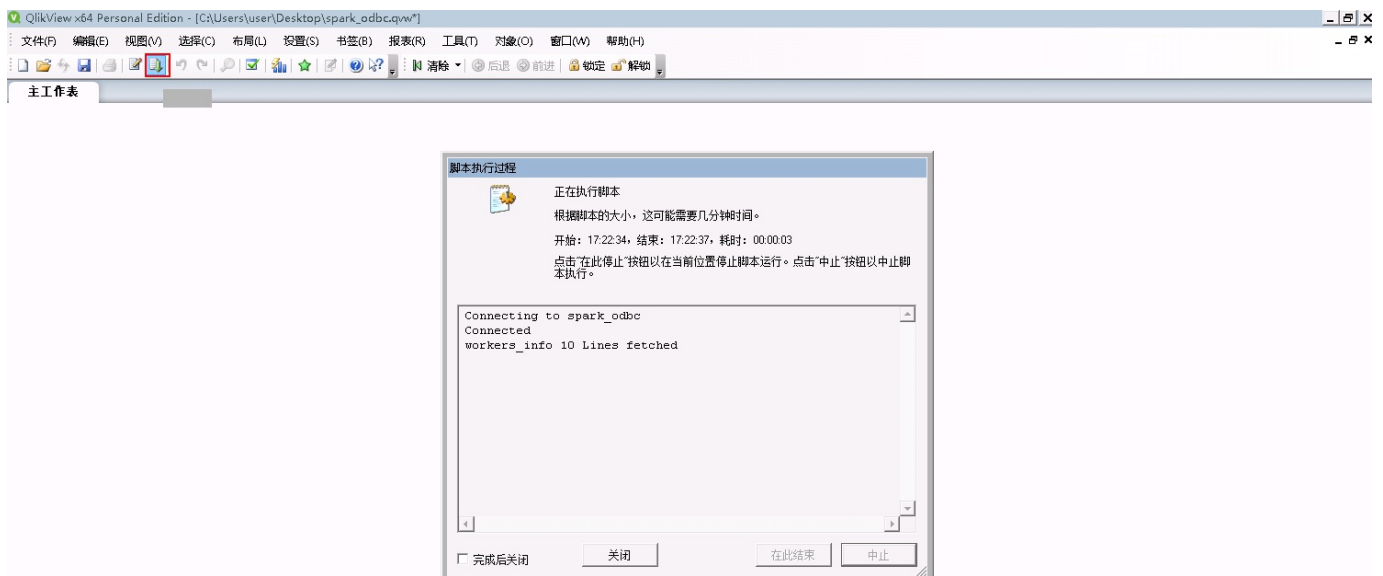 QlikView x64 Personal Edition - [C:\Users\user\Desktop\spark_odbc.qvw*]
文件(F) 编辑(E) 视图(V) 选择(C) 布局(L) 设置(S) 书签(B) 报表(R) 工具(T) 对象(O) 窗口(W) 帮助(H)
清除 后退 前进 锁定 解锁
主工作表
脚本执行过程
正在执行脚本
根据脚本的大小，这可能需要几分钟时间。
开始：17:22:34，结束：17:22:37，耗时：00:00:03
点击“在此停止”按钮以在当前位置停止脚本运行。点击“中止”按钮以中止脚
本执行。
Connecting to spark_odbc
Connected
workers_info 10 Lines fetched
完成后关闭 关闭 在此结束 中止